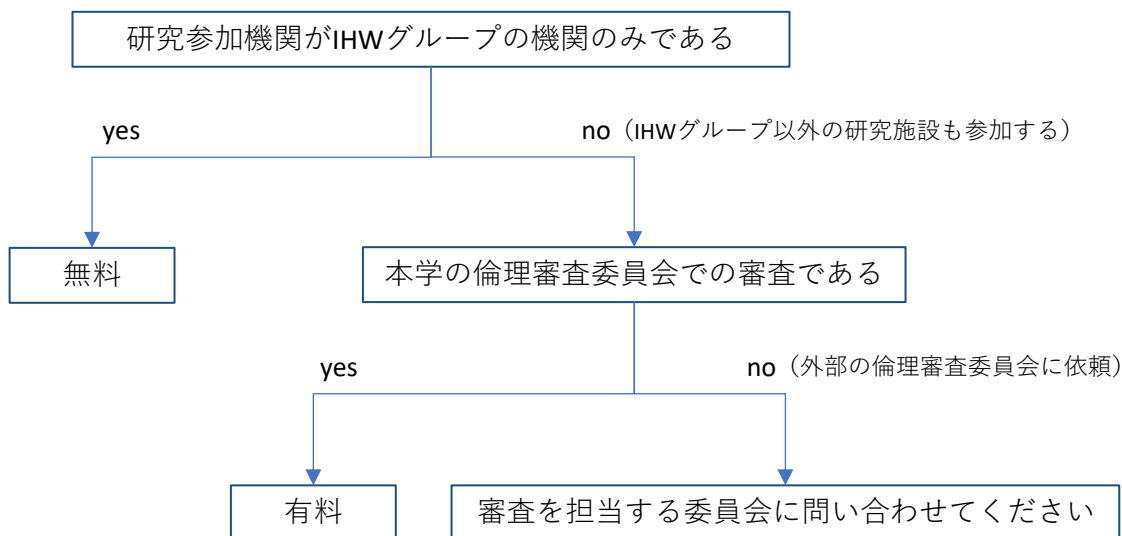 研究参加機関がIHWグループの機関のみである
yes
no（IHWグループ以外の研究施設も参加する）
無料
本学の倫理審査委員会での審査である
yes
no（外部の倫理審査委員会に依頼）
有料
審査を担当する委員会に問い合わせてください